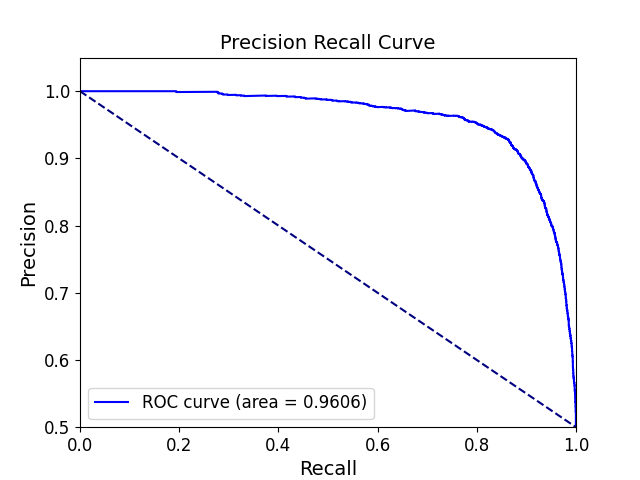 Precision Recall Curve
Precision
1.0
0.9
0.8
0.7
0.6
0.5
ROC curve (area = 0.9606)
0.0 0.2 0.4 0.6 0.8 1.0
Recall